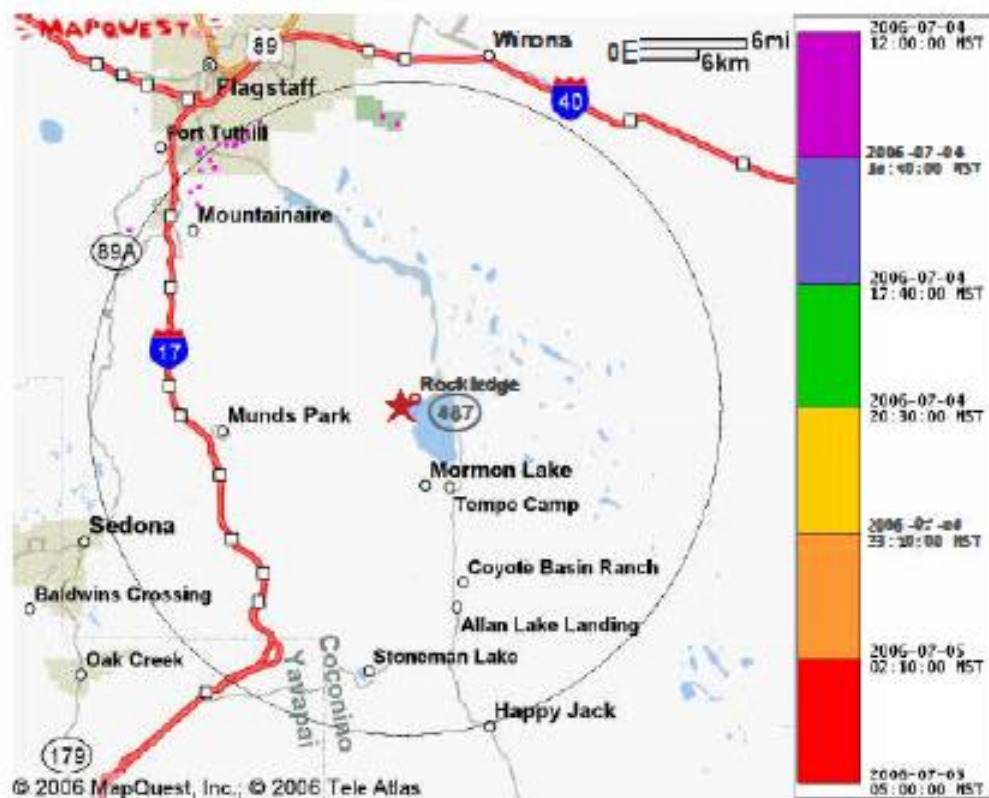 MAPQUEST
89
Winona
0
6mi
6km
Flagstaff
40
Fort Tuthill
Mountainaire
89A
17
Rockledge
487
Munds Park
Mormon Lake
Tempo Camp
Sedona
Coyote Basin Ranch
Baldwins Crossing
Allan Lake Landing
Oak Creek
Stoneman Lake
Coconino
Yavapai
Happy Jack
179
© 2006 MapQuest, Inc.; © 2006 Tele Atlas
2006-07-04
12:00:00 MST
2006-07-04
MST
2006-07-04
17:40:00 MST
2006-07-04
20:30:00 MST
MST
2006-07-05
02:10:00 MST
05:00:00 MST